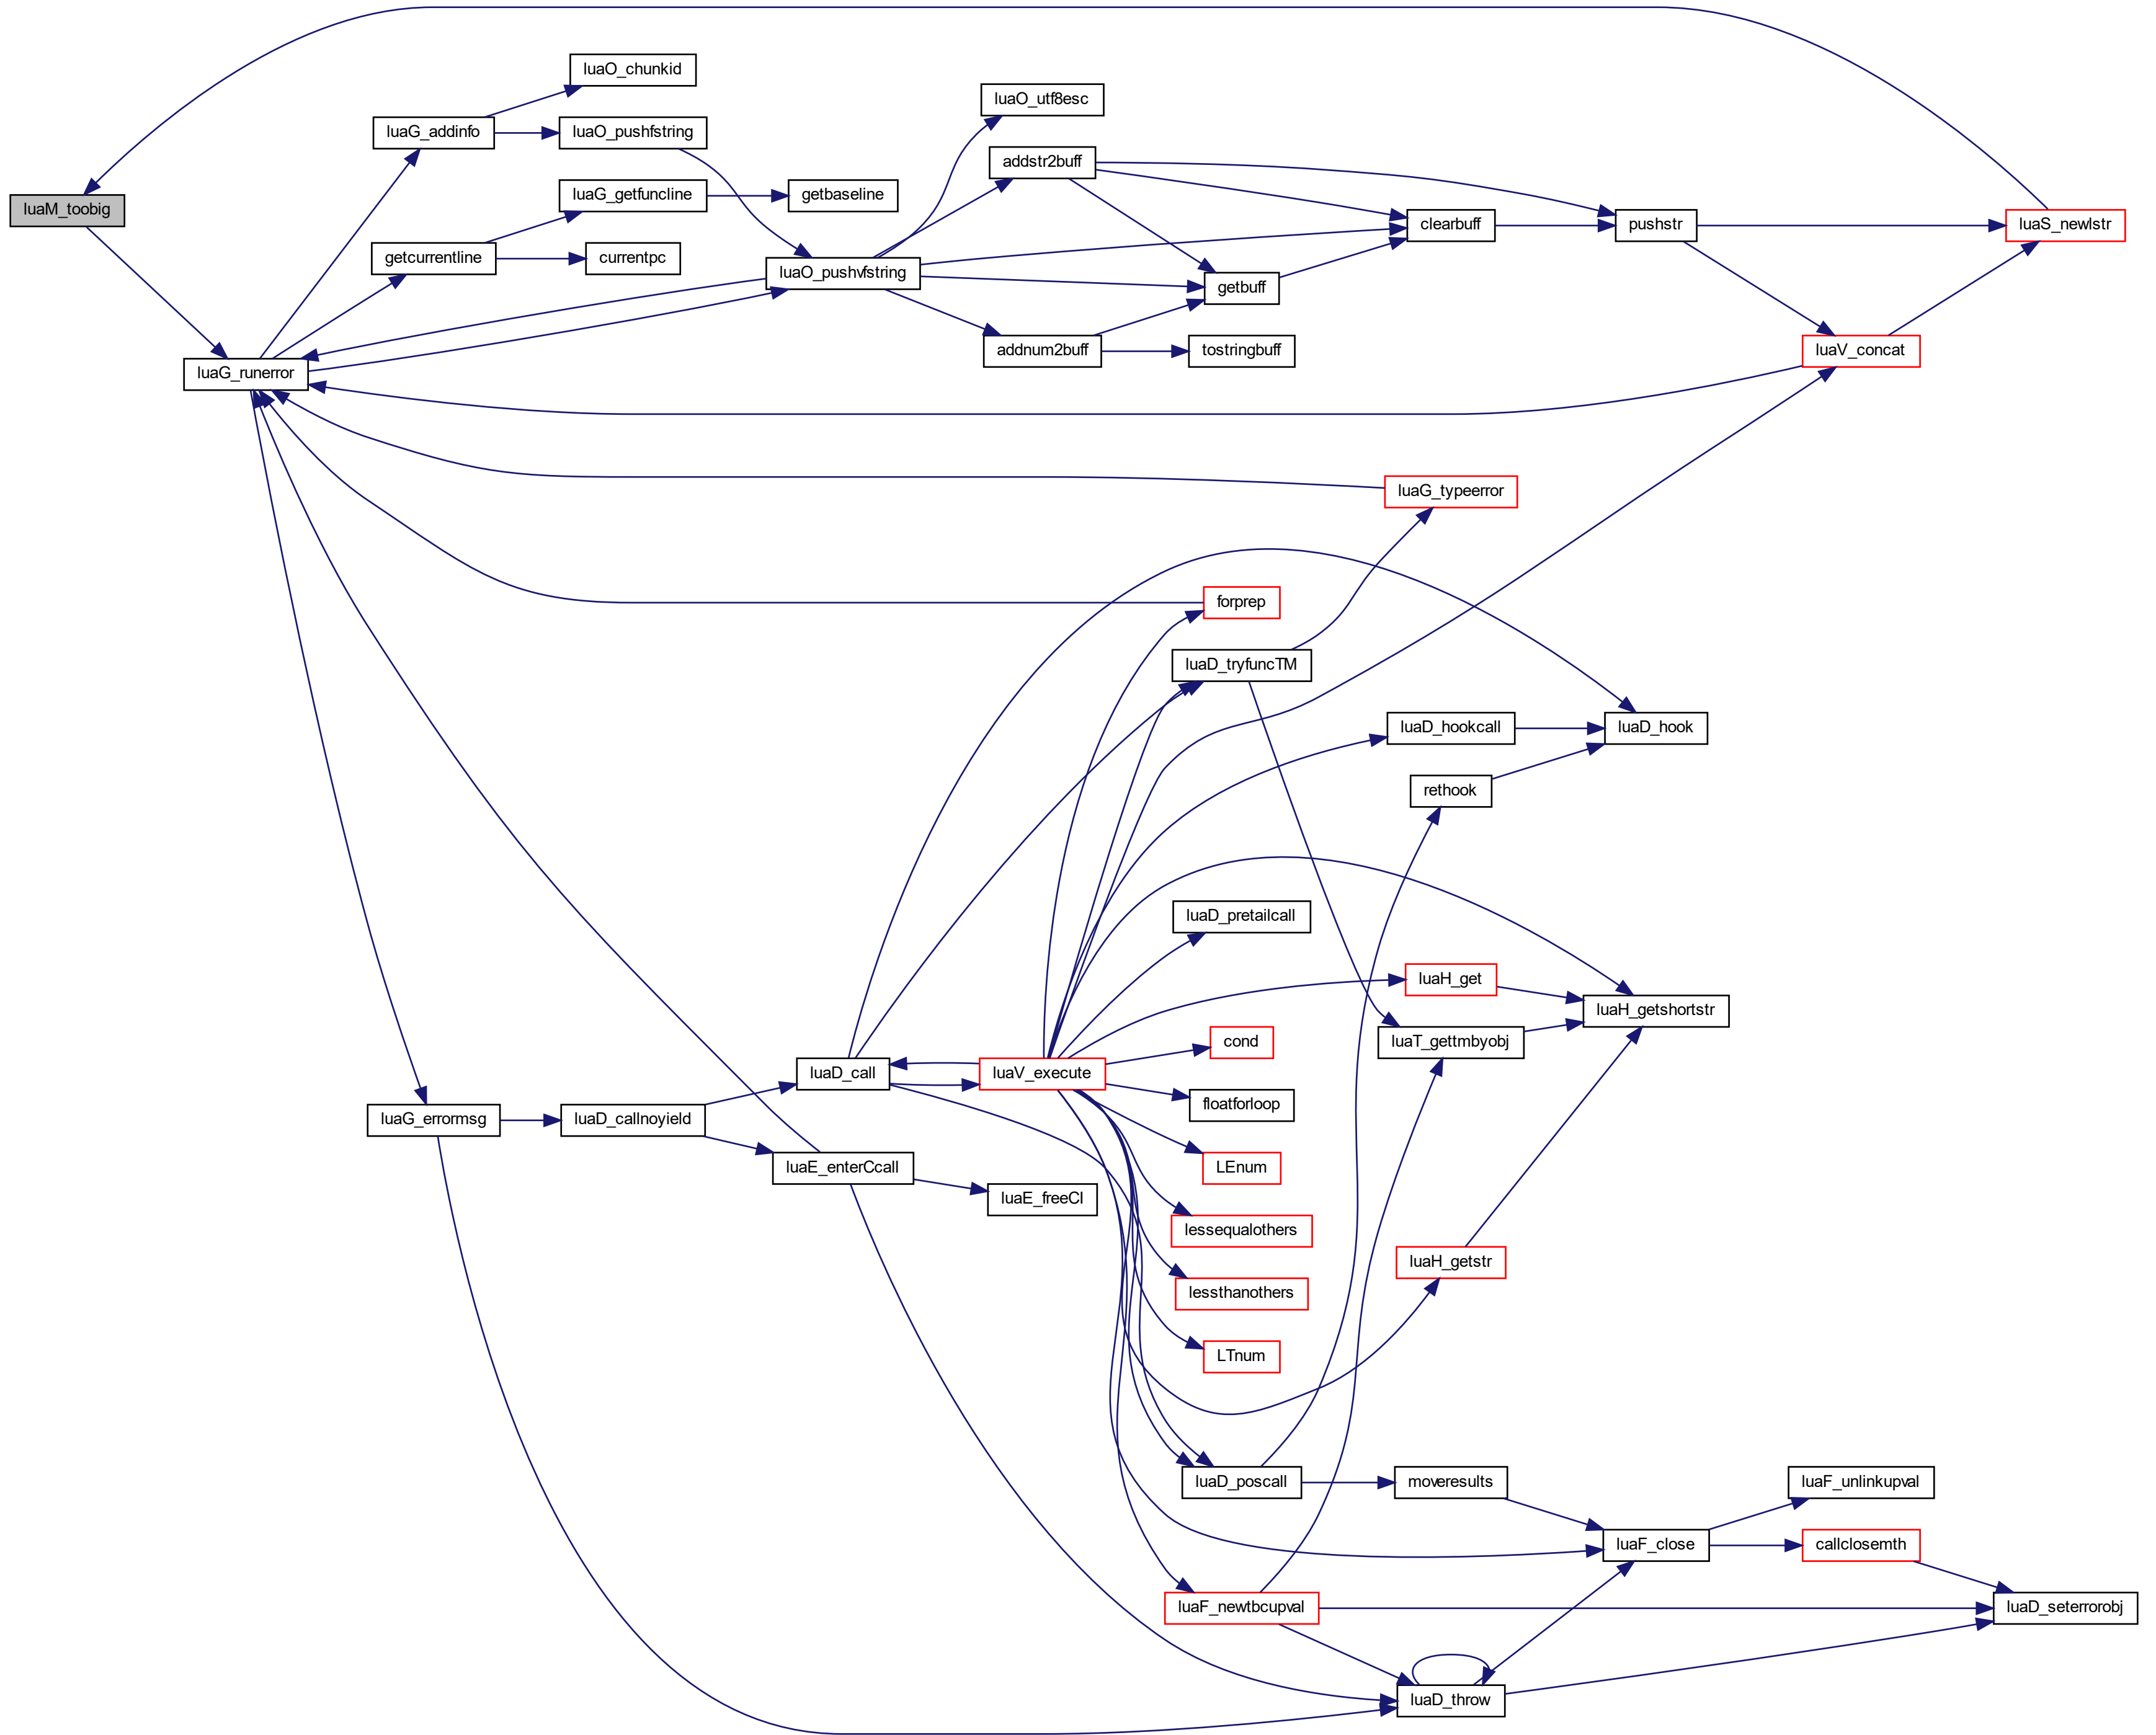 luaO_chunkid
luaO_utf8esc
luaG_addinfo
luaO_pushfstring
addstr2buff
luaM_toobig
luaG_getfuncline
getbaseline
clearbuff
pushstr
luaS_newlstr
getcurrentline
currentpc
luaO_pushvfstring
getbuff
luaG_runerror
addnum2buff
tostringbuff
luaV_concat
luaG_typeerror
forprep
luaD_tryfuncTM
luaD_hookcall
luaD_hook
rethook
luaD_pretailcall
luaH_get
luaH_getshortstr
cond
luaT_gettmbyobj
luaD_call
luaV_execute
floatforloop
luaG_errormsg
luaD_callnoyield
luaE_enterCcall
LEnum
luaE_freeCI
lessequalothers
luaH_getstr
lessthanothers
LTnum
luaD_poscall
moveresults
luaF_unlinkupval
luaF_close
callclosemth
luaF_newtbcupval
luaD_seterrorobj
luaD_throw